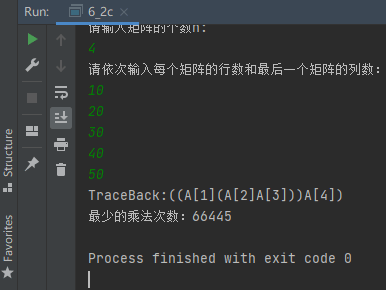 Run:
6_2c
请输入矩阵的个数n:
4
请依次输入每个矩阵的行数和最后一个矩阵的列数:
10
20
30
40
50
TraceBack:((A[1](A[2]A[3]))A[4])
最少的乘法次数: 66445
Process finished with exit code 0
Structure
Favorites